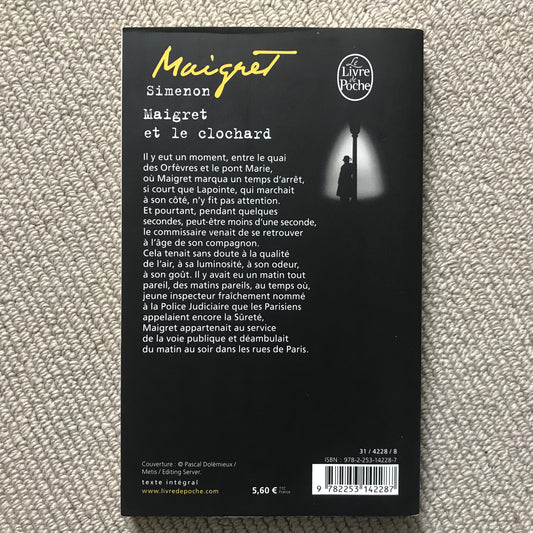 Maigret
Simenon
Le
Livre
de
Poche
Maigret
et le clochard
Il y eut un moment, entre le quai
des Orfèvres et le pont Marie,
où Maigret marqua un temps d'arrêt,
si court que Lapointe, qui marchait
à son côté, n'y fit pas attention.
Et pourtant, pendant quelques
secondes, peut-être moins d'une seconde,
le commissaire venait de se retrouver
à l'âge de son compagnon.
Cela tenait sans doute à la qualité
de l'air, à sa luminosité, à son odeur,
à son goût. Il y avait eu un matin tout
pareil, des matins pareils, au temps où,
jeune inspecteur fraîchement nommé
à la Police Judiciaire que les Parisiens
appelaient encore la Sûreté,
Maigret appartenait au service
de la voie publique et déambulait
du matin au soir dans les rues de Paris.
Couverture : © Pascal Dolémieux /
Metis / Editing Server.
texte intégral
www.livredepoche.com
5,60 € TTC
France
31 / 4228 / 8
ISBN : 978-2-253-14228-7
9 782253 142287